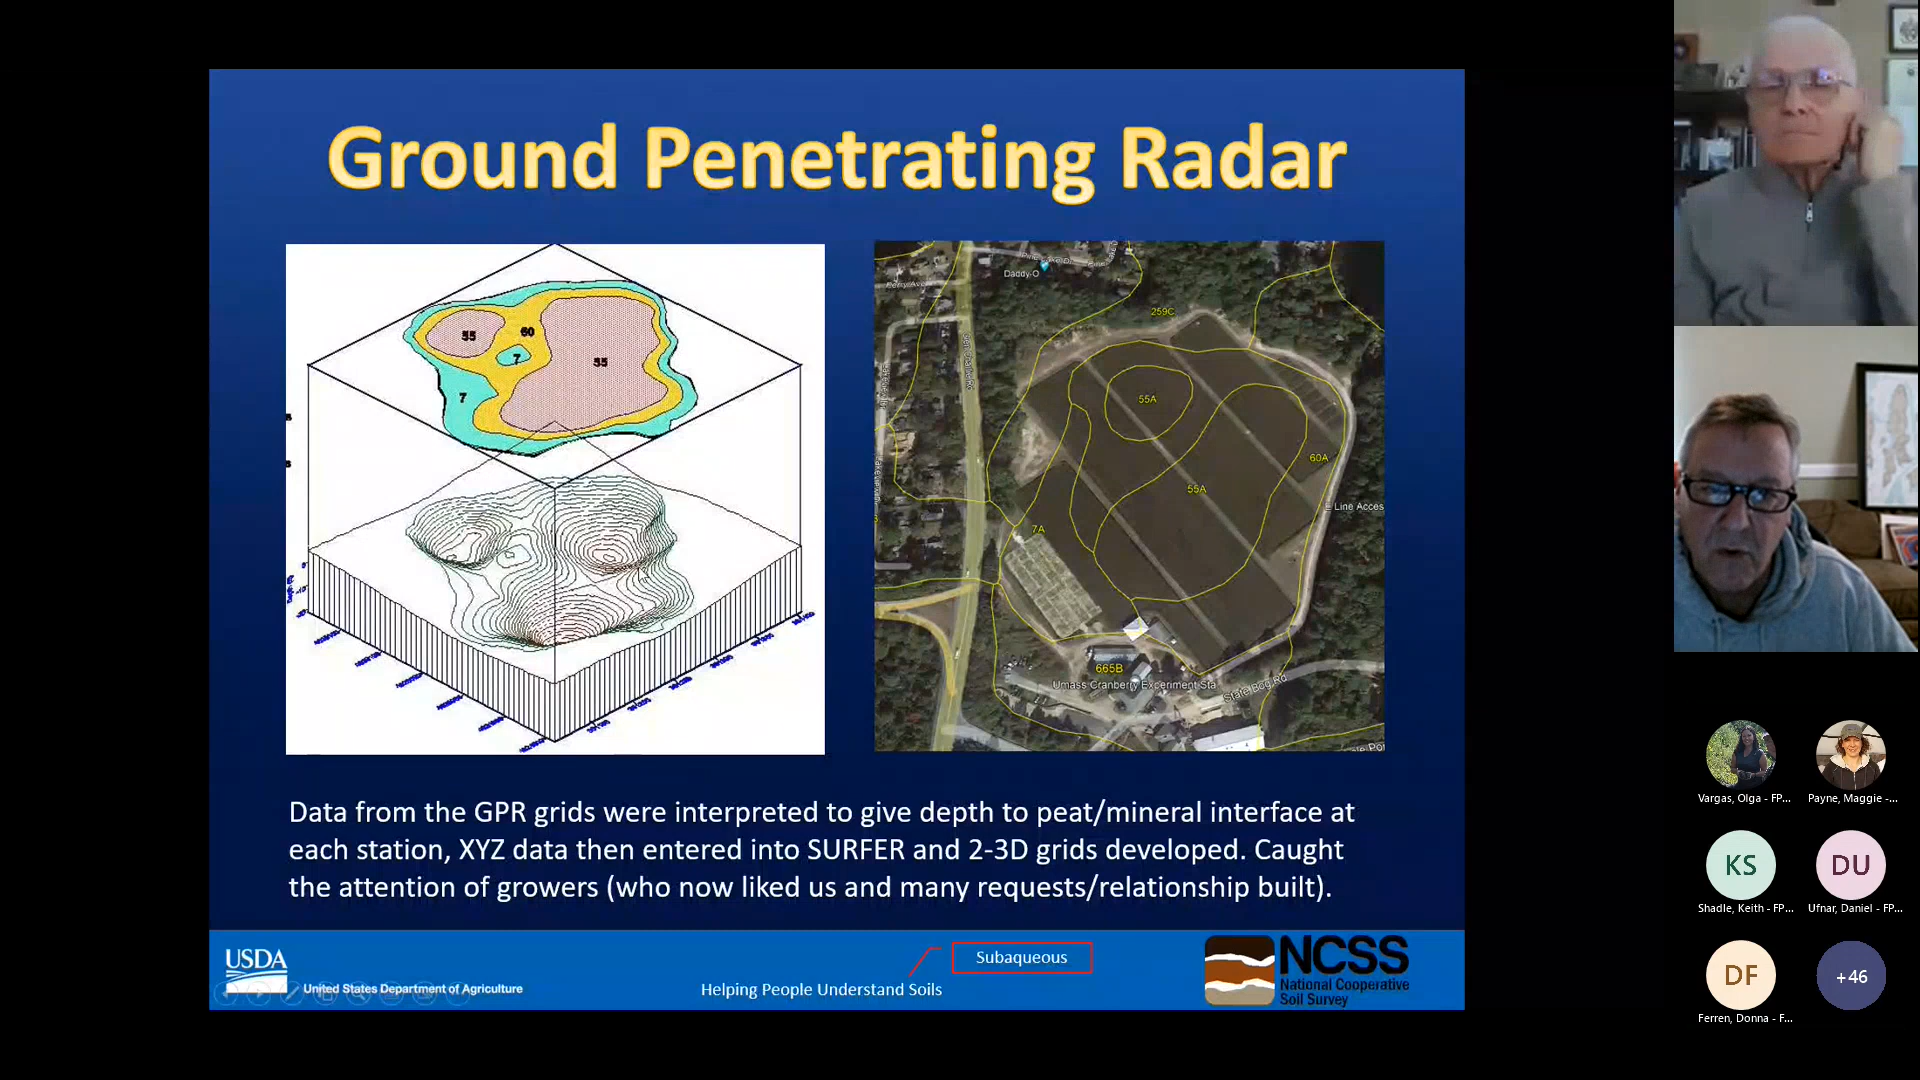 Ground Penetrating Radar
55
60
7
55
7
Daddy-O
259C
55A
60A
55A
E Line Acces
7A
665B
Umass Cranberry Experiment Sta
State Bog Rd
Data from the GPR grids were interpreted to give depth to peat/mineral interface at
each station, XYZ data then entered into SURFER and 2-3D grids developed. Caught
the attention of growers (who now liked us and many requests/relationship built).
USDA
United States Department of Agriculture
Subaqueous
Helping People Understand Soils
NCSS
National Cooperative
Soil Survey
Vargas, Olga - FP...
Payne, Maggie -...
KS
DU
Shadle, Keith - FP...
Ufnar, Daniel - FP...
DF
+46
Ferren, Donna - F...